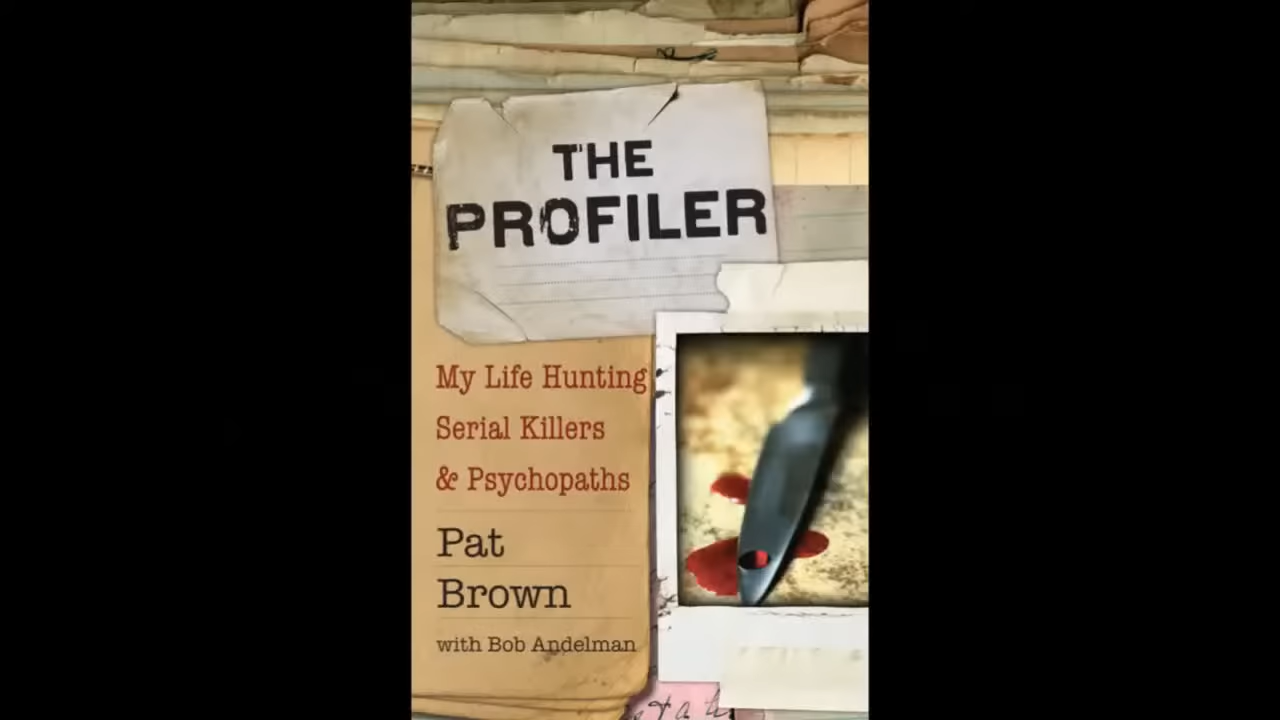 THE
PROFILER
My Life Hunting
Serial Killers
& Psychopaths
Pat
Brown
with Bob Andelman